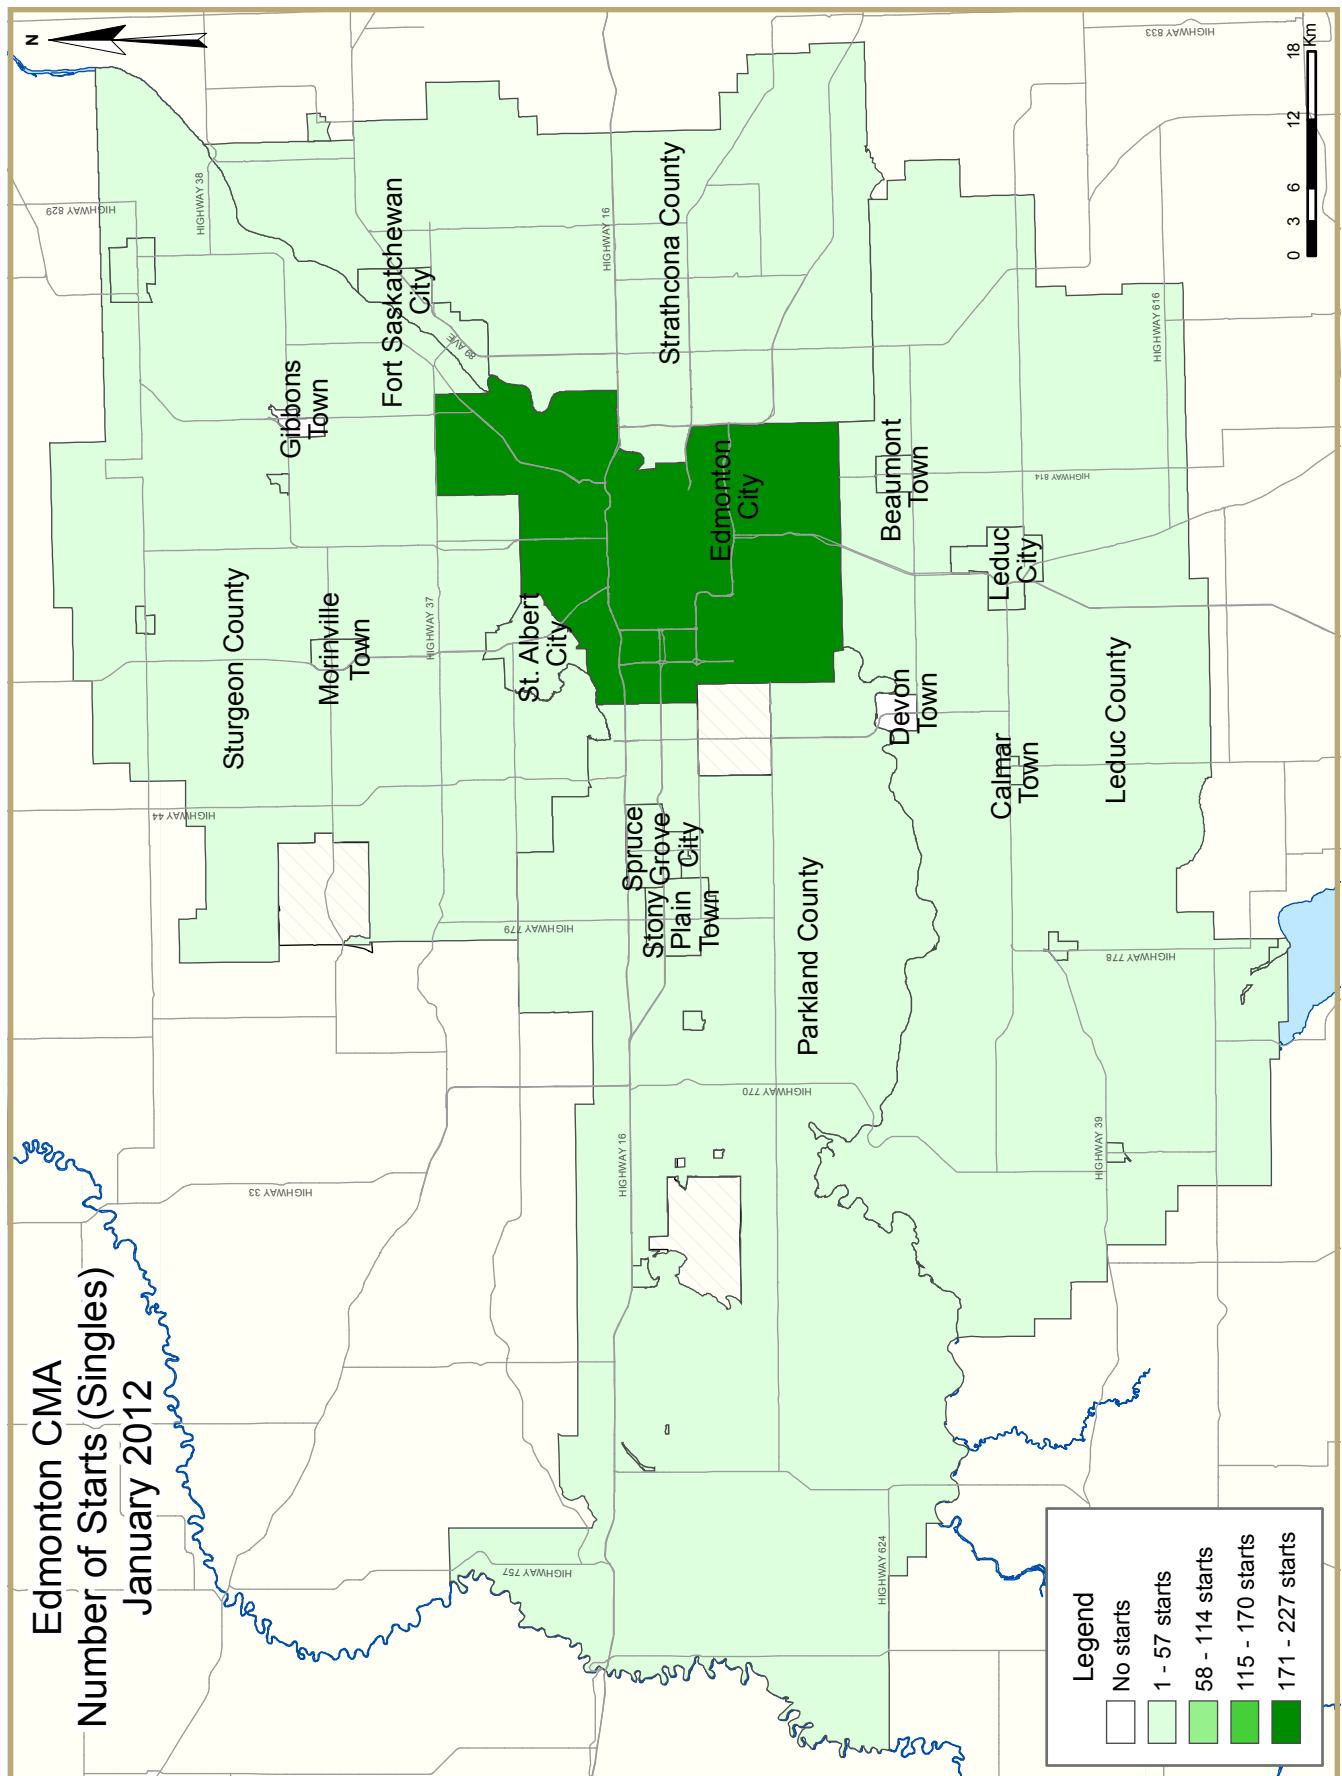 Edmonton CMA
Number of Starts (Singles)
January 2012
N
HIGHWAY 829
HIGHWAY 38
HIGHWAY 833
HIGHWAY 44
HIGHWAY 37
HIGHWAY 779
HIGHWAY 16
HIGHWAY 33
HIGHWAY 16
HIGHWAY 770
HIGHWAY 757
HIGHWAY 624
HIGHWAY 39
HIGHWAY 778
HIGHWAY 814
HIGHWAY 616
89 AVE
Sturgeon County
Gibbons
Town
Morinville
Town
Fort Saskatchewan
City
St. Albert
City
Strathcona County
Edmonton
City
Spruce
Grove
City
Stony
Plain
Town
Parkland County
Beaumont
Town
Devon
Town
Leduc
City
Calmar
Town
Leduc County
Legend
No starts
1 - 57 starts
58 - 114 starts
115 - 170 starts
171 - 227 starts
0 3 6 12 18
Km